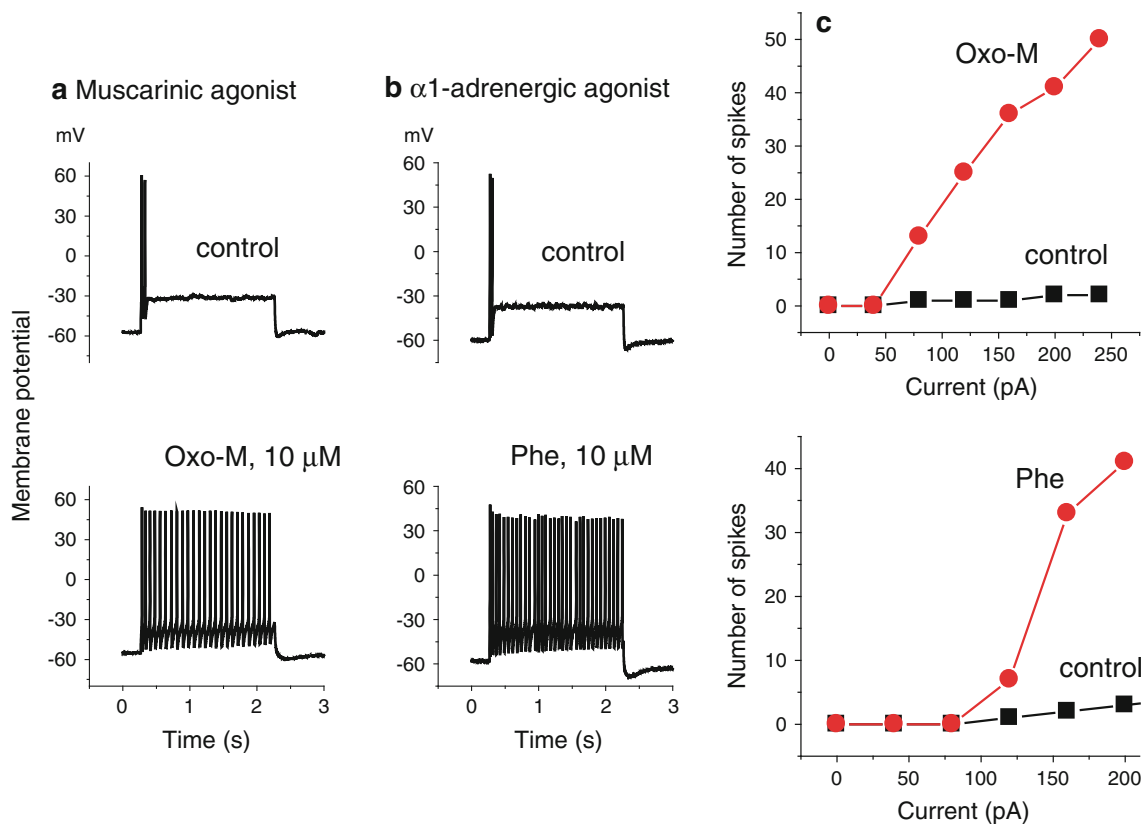 a Muscarinic agonist
mV
60
30
0
-30
-60
control
Membrane potential
Oxo-M, 10 μM
60
30
0
-30
-60
0 1 2 3
Time (s)
b α1-adrenergic agonist
mV
60
30
0
-30
-60
control
Phe, 10 μM
60
30
0
-30
-60
0 1 2 3
Time (s)
c
Number of spikes
50
40
30
20
10
0
Oxo-M
control
0 50 100 150 200 250
Current (pA)
Number of spikes
40
30
20
10
0
Phe
control
0 50 100 150 200
Current (pA)